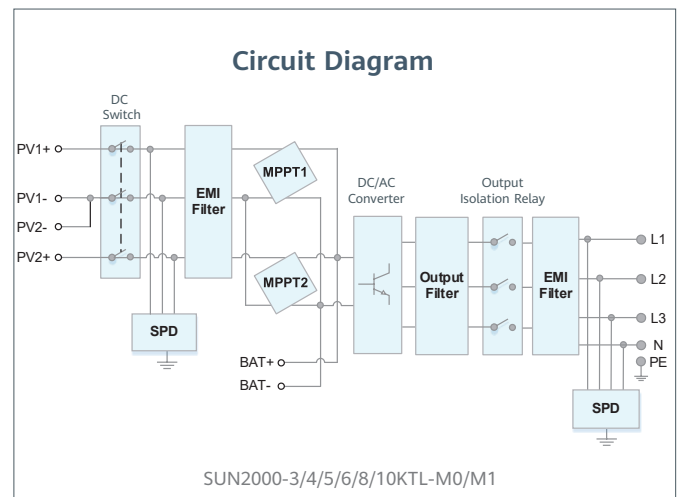 Circuit Diagram
DC
Switch
PV1+
PV1-
PV2-
PV2+
EMI
Filter
SPD
MPPT1
MPPT2
BAT+
BAT-
DC/AC
Converter
Output
Filter
Output
Isolation Relay
EMI
Filter
L1
L2
L3
N
PE
SPD
SUN2000-3/4/5/6/8/10KTL-M0/M1